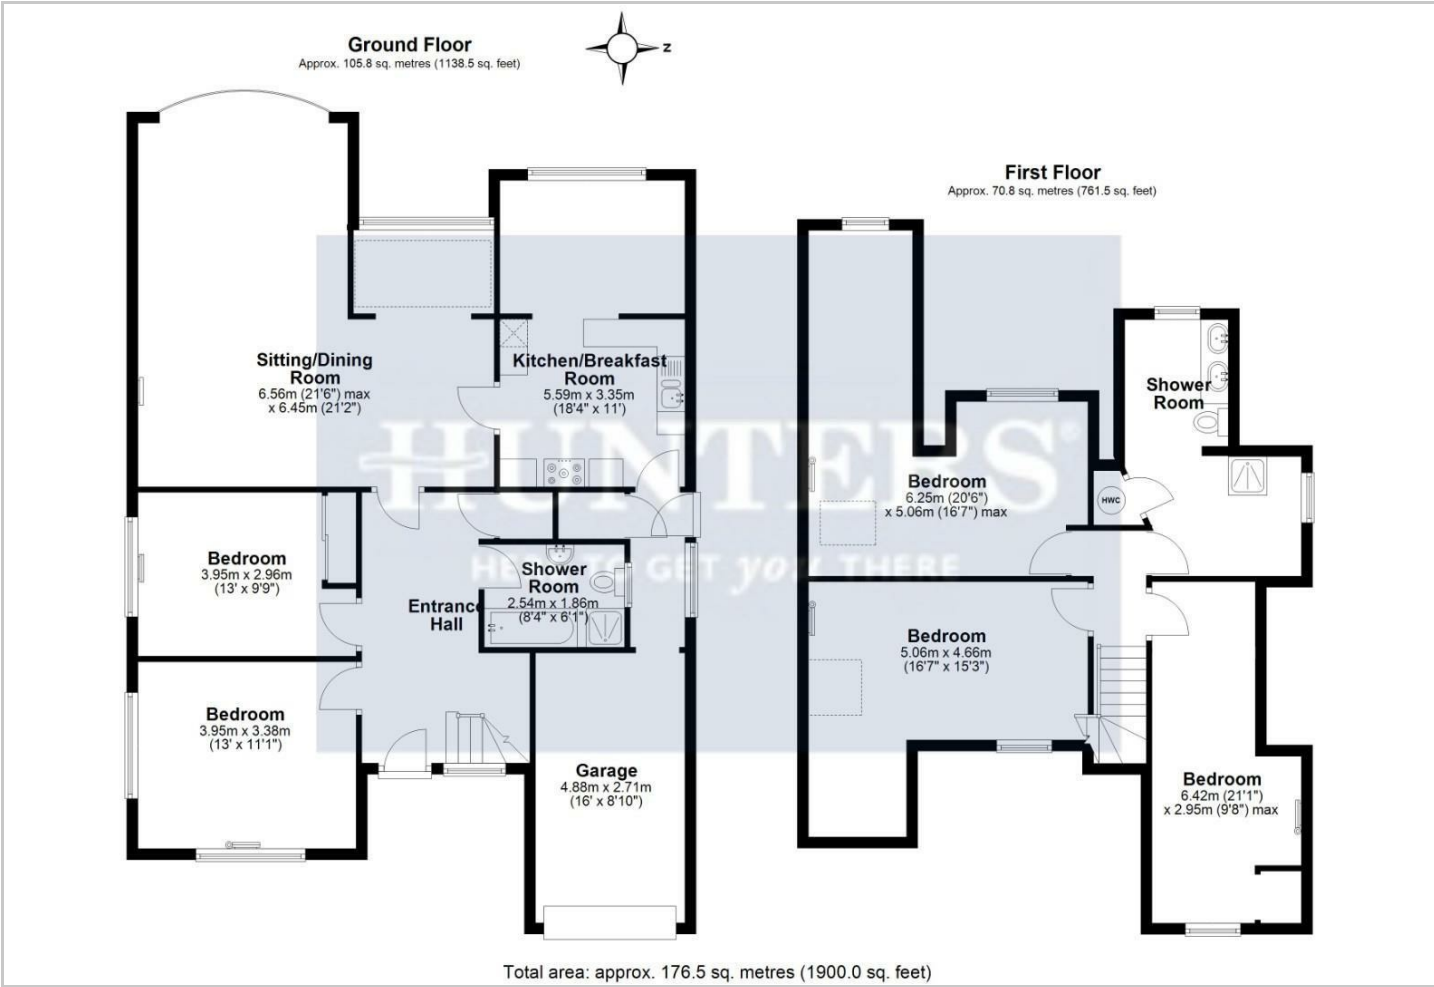 Ground Floor
Approx. 105.8 sq. metres (1138.5 sq. feet)
z
First Floor
Approx. 70.8 sq. metres (761.5 sq. feet)
Sitting/Dining
Room
6.56m (21'6") max
x 6.45m (21'2")
Kitchen/Breakfast
Room
5.59m x 3.35m
(18'4" x 11')
Shower
Room
HUNTERS®
HERE TO GET you THERE
Bedroom
6.25m (20'6")
x 5.06m (16'7") max
HWC
Bedroom
3.95m x 2.96m
(13' x 9'9")
Shower
Room
2.54m x 1.86m
(8'4" x 6'1")
Entrance
Hall
Bedroom
5.06m x 4.66m
(16'7" x 15'3")
Bedroom
3.95m x 3.38m
(13' x 11'1")
Garage
4.88m x 2.71m
(16' x 8'10")
Bedroom
6.42m (21'1")
x 2.95m (9'8") max
Total area: approx. 176.5 sq. metres (1900.0 sq. feet)